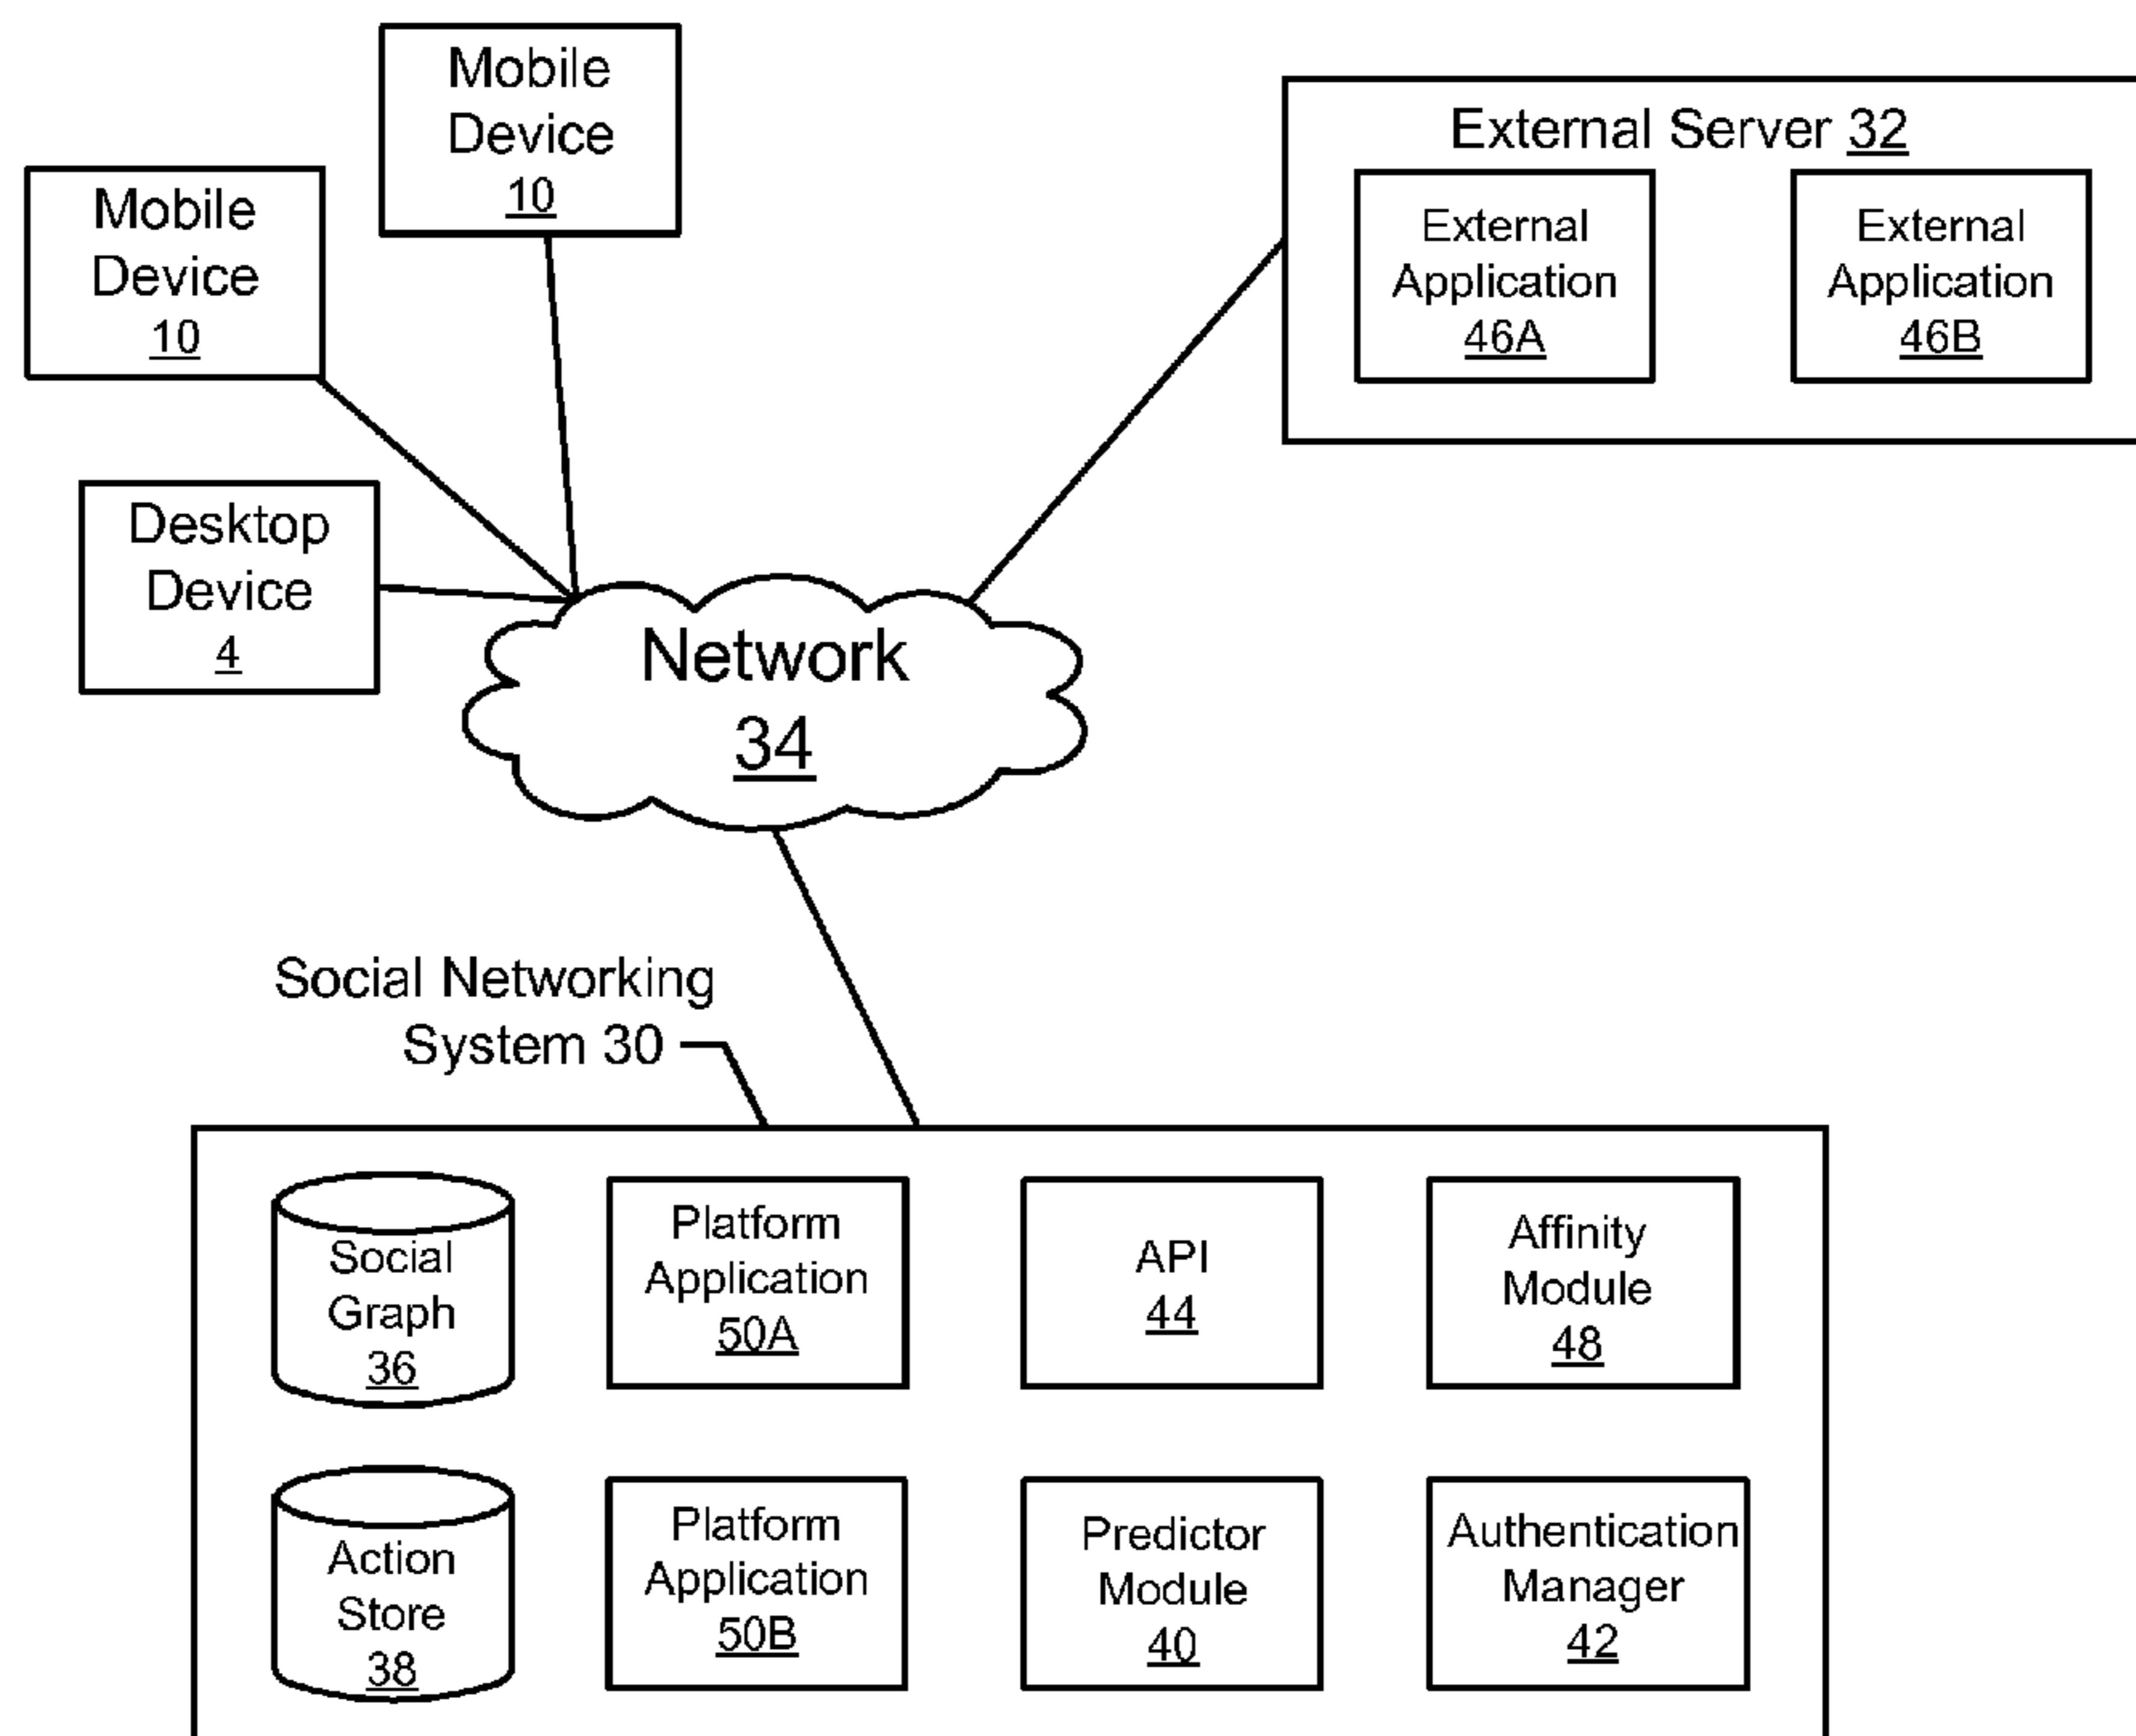 Mobile
Device
10
Mobile
Device
10
External Server 32
External
Application
46A
External
Application
46B
Desktop
Device
4
Network
34
Social Networking
System 30
Social
Graph
36
Platform
Application
50A
API
44
Affinity
Module
48
Action
Store
38
Platform
Application
50B
Predictor
Module
40
Authentication
Manager
42